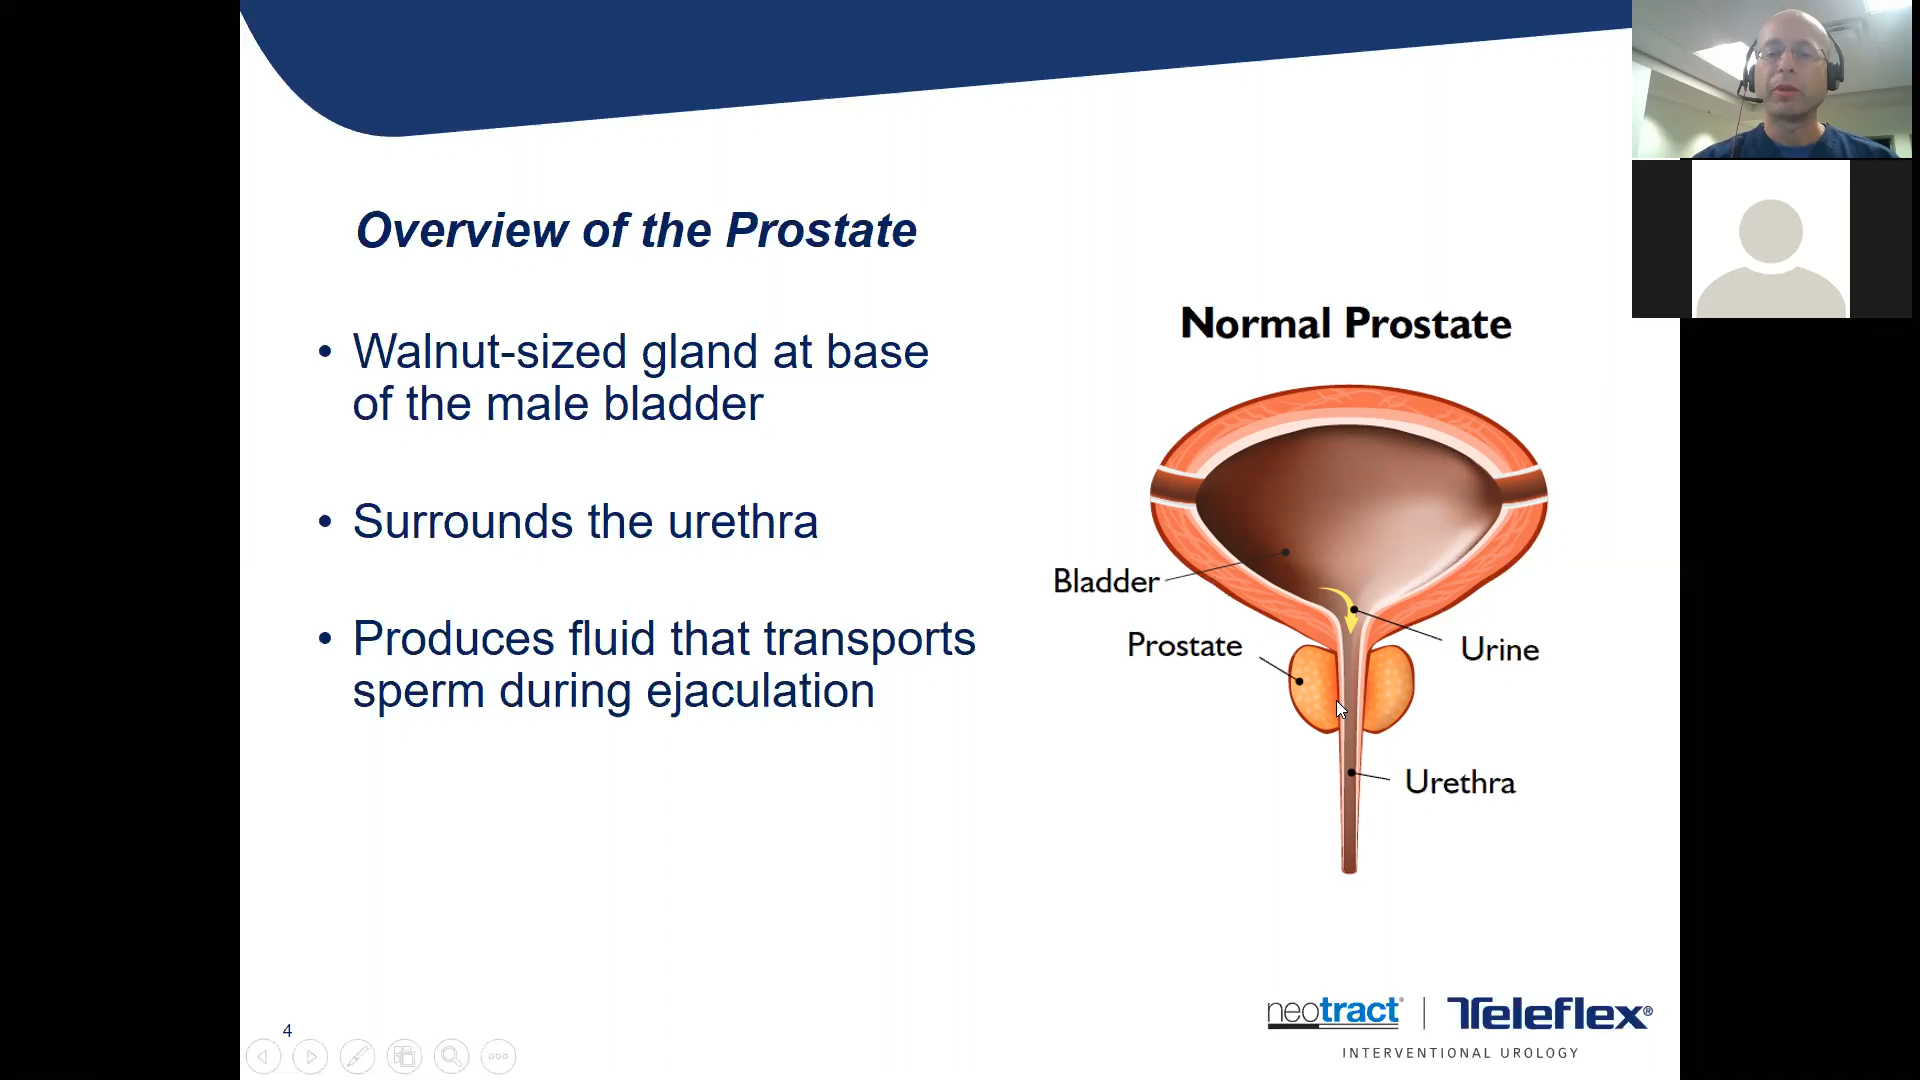 Overview of the Prostate
• Walnut-sized gland at base
of the male bladder
• Surrounds the urethra
• Produces fluid that transports
sperm during ejaculation
Normal Prostate
Bladder
Prostate
Urine
Urethra
4
neotract® | Teleflex®
INTERVENTIONAL UROLOGY